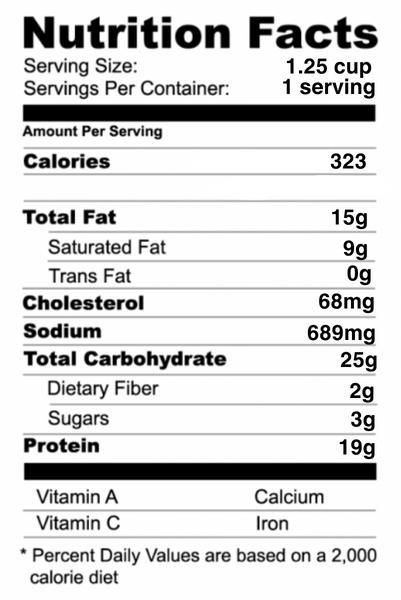 Nutrition Facts
Serving Size: 1.25 cup
Servings Per Container: 1 serving
Amount Per Serving
Calories 323
Total Fat 15g
Saturated Fat 9g
Trans Fat 0g
Cholesterol 68mg
Sodium 689mg
Total Carbohydrate 25g
Dietary Fiber 2g
Sugars 3g
Protein 19g
Vitamin A Calcium
Vitamin C Iron
* Percent Daily Values are based on a 2,000
calorie diet